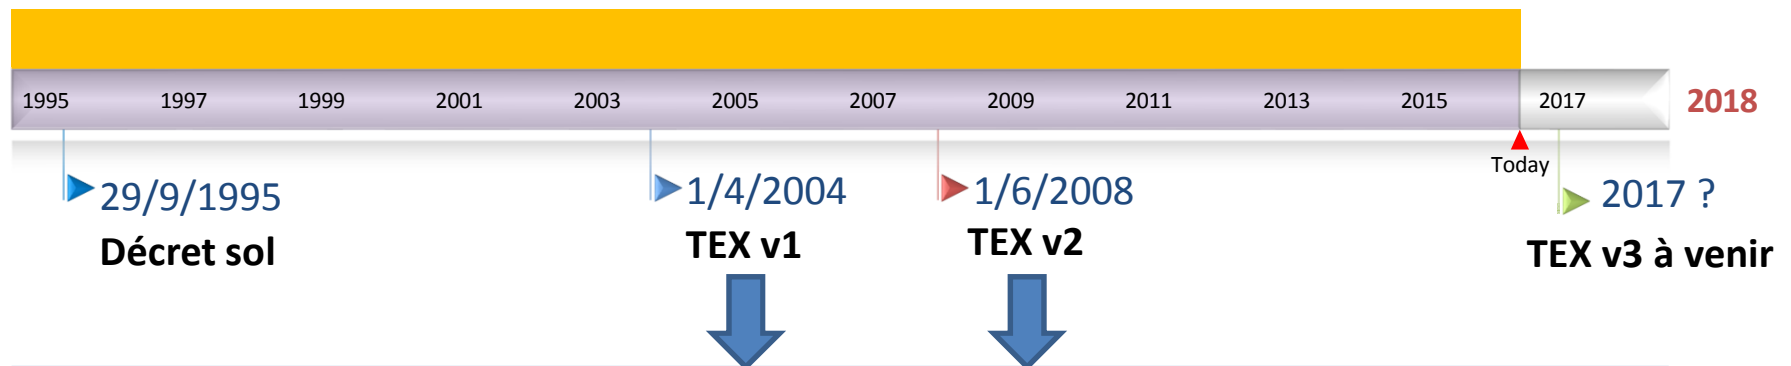 1995 1997 1999 2001 2003 2005 2007 2009 2011 2013 2015 2017 2018
Today
29/9/1995
Décret sol
1/4/2004
TEX v1
1/6/2008
TEX v2
2017 ?
TEX v3 à venir